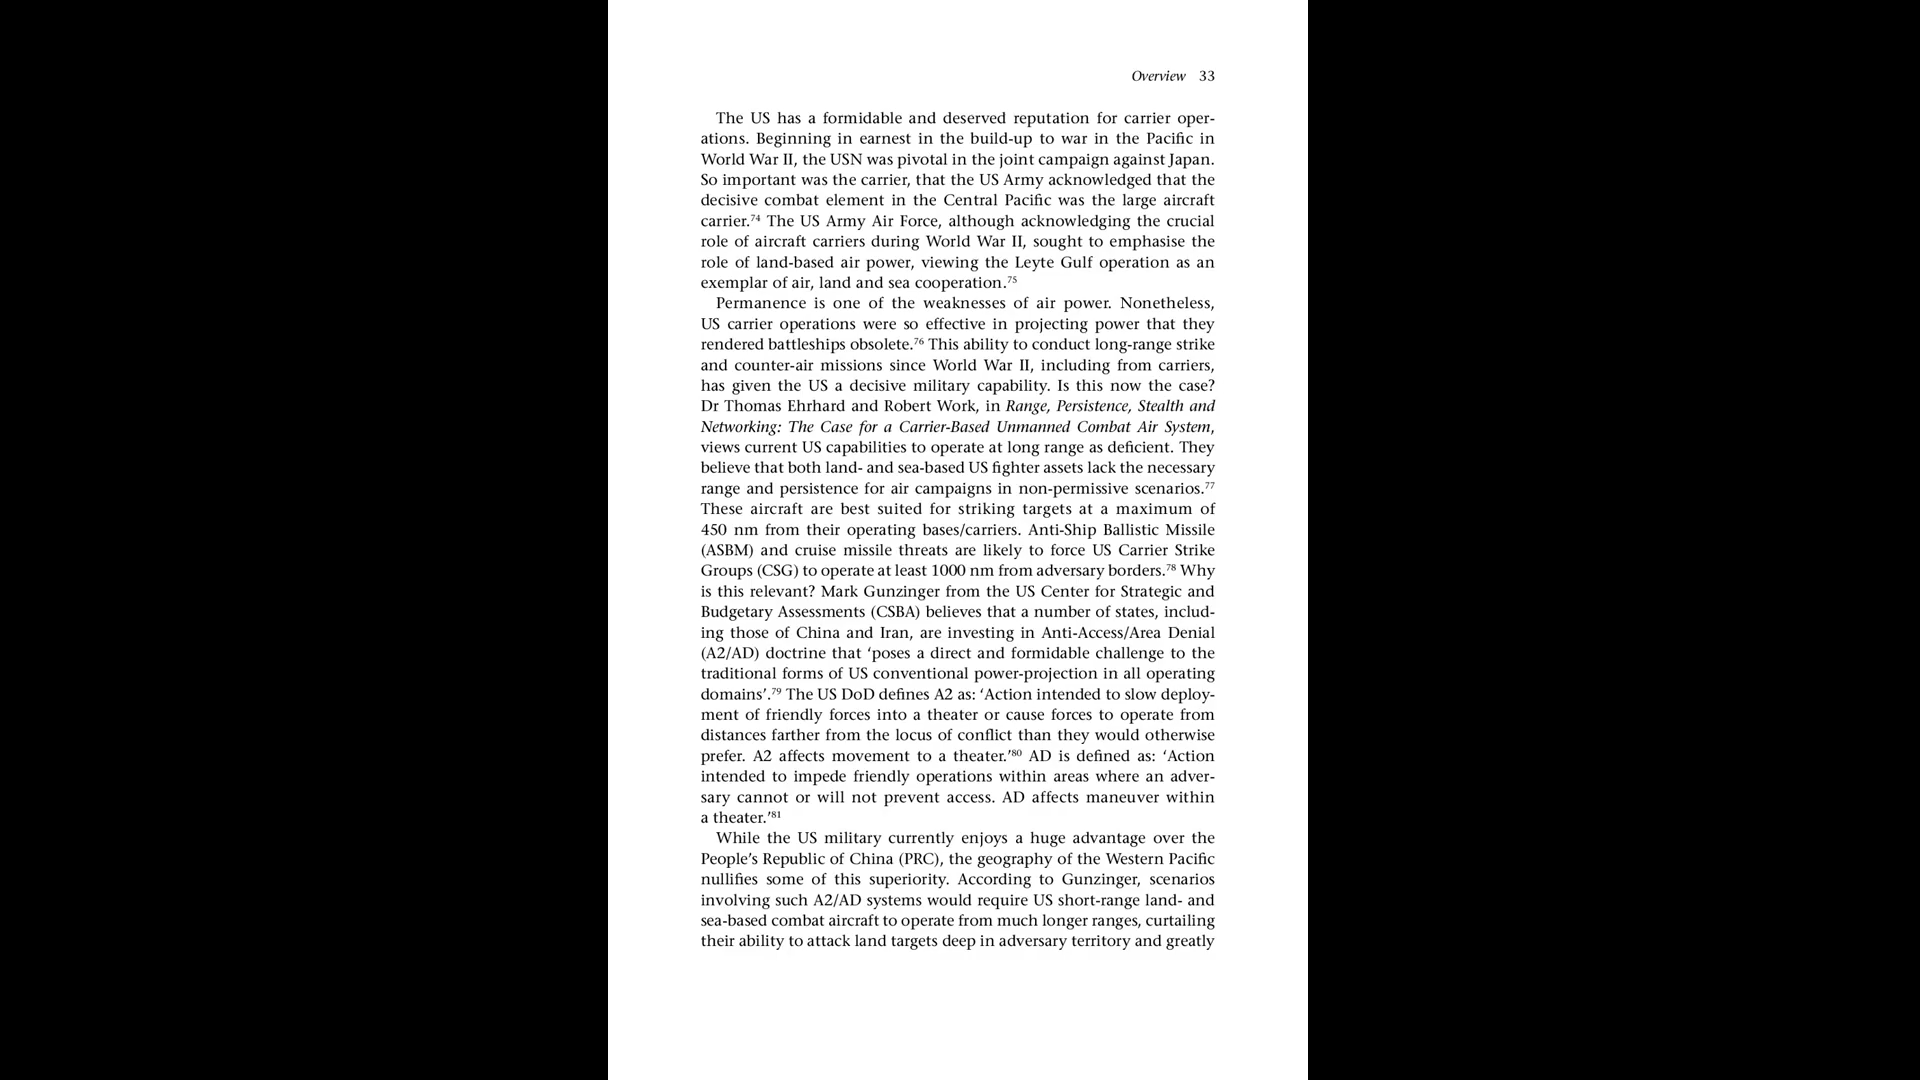 Overview 33
The US has a formidable and deserved reputation for carrier oper-
ations. Beginning in earnest in the build-up to war in the Pacific in
World War II, the USN was pivotal in the joint campaign against Japan.
So important was the carrier, that the US Army acknowledged that the
decisive combat element in the Central Pacific was the large aircraft
carrier.74 The US Army Air Force, although acknowledging the crucial
role of aircraft carriers during World War II, sought to emphasise the
role of land-based air power, viewing the Leyte Gulf operation as an
exemplar of air, land and sea cooperation.75
Permanence is one of the weaknesses of air power. Nonetheless,
US carrier operations were so effective in projecting power that they
rendered battleships obsolete.76 This ability to conduct long-range strike
and counter-air missions since World War II, including from carriers,
has given the US a decisive military capability. Is this now the case?
Dr Thomas Ehrhard and Robert Work, in Range, Persistence, Stealth and
Networking: The Case for a Carrier-Based Unmanned Combat Air System,
views current US capabilities to operate at long range as deficient. They
believe that both land- and sea-based US fighter assets lack the necessary
range and persistence for air campaigns in non-permissive scenarios.77
These aircraft are best suited for striking targets at a maximum of
450 nm from their operating bases/carriers. Anti-Ship Ballistic Missile
(ASBM) and cruise missile threats are likely to force US Carrier Strike
Groups (CSG) to operate at least 1000 nm from adversary borders.78 Why
is this relevant? Mark Gunzinger from the US Center for Strategic and
Budgetary Assessments (CSBA) believes that a number of states, includ-
ing those of China and Iran, are investing in Anti-Access/Area Denial
(A2/AD) doctrine that ‘poses a direct and formidable challenge to the
traditional forms of US conventional power-projection in all operating
domains’.79 The US DoD defines A2 as: ‘Action intended to slow deploy-
ment of friendly forces into a theater or cause forces to operate from
distances farther from the locus of conflict than they would otherwise
prefer. A2 affects movement to a theater.’80 AD is defined as: ‘Action
intended to impede friendly operations within areas where an adver-
sary cannot or will not prevent access. AD affects maneuver within
a theater.’81
While the US military currently enjoys a huge advantage over the
People’s Republic of China (PRC), the geography of the Western Pacific
nullifies some of this superiority. According to Gunzinger, scenarios
involving such A2/AD systems would require US short-range land- and
sea-based combat aircraft to operate from much longer ranges, curtailing
their ability to attack land targets deep in adversary territory and greatly